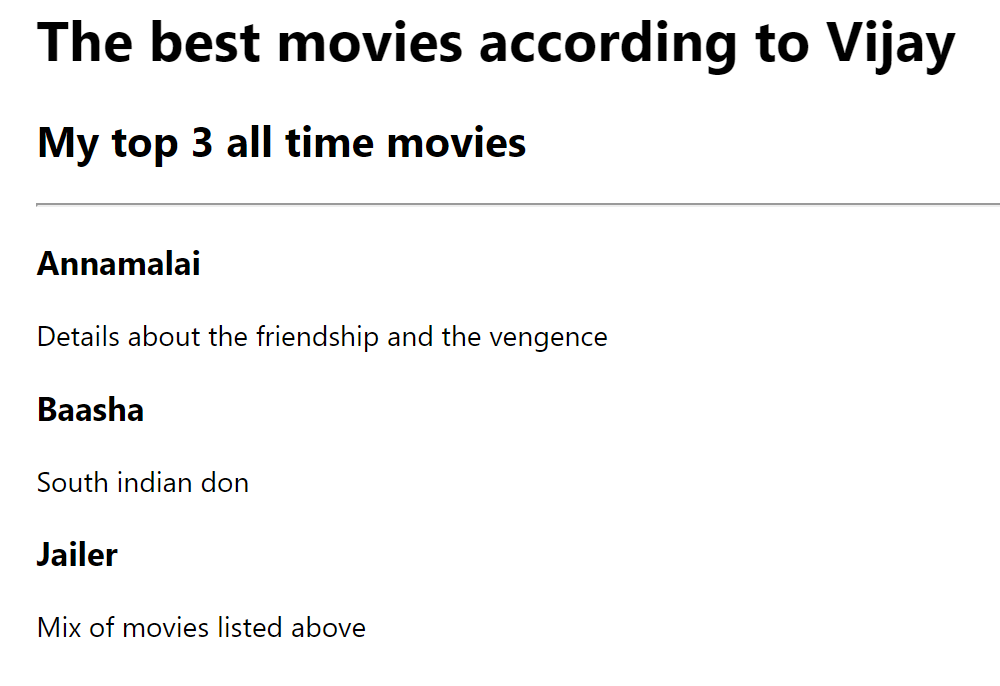 The best movies according to Vijay
My top 3 all time movies
Annamalai
Details about the friendship and the vengence
Baasha
South indian don
Jailer
Mix of movies listed above